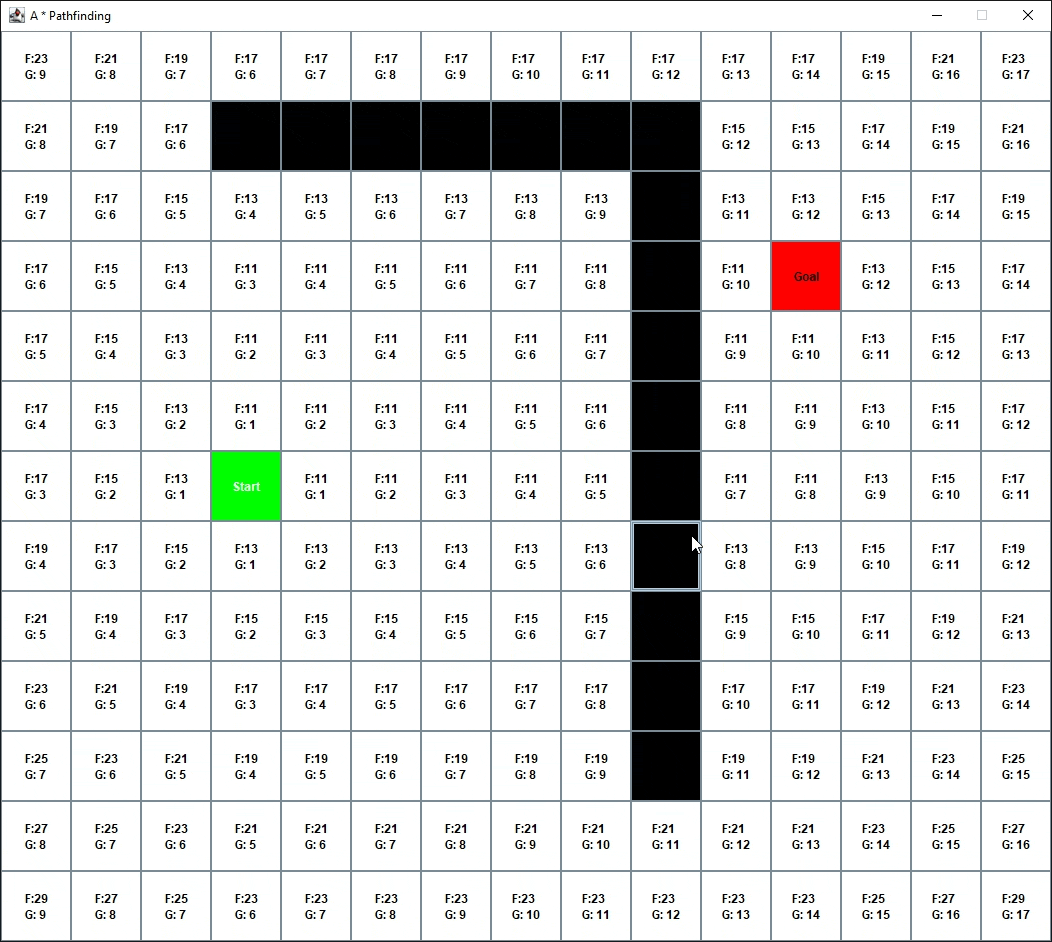 A * Pathfinding
F:23 F:21 F:19 F:17 F:17 F:17 F:17 F:17 F:17 F:17 F:17 F:17 F:19 F:21 F:23
G: 9 G: 8 G: 7 G: 6 G: 7 G: 8 G: 9 G: 10 G: 11 G: 12 G: 13 G: 14 G: 15 G: 16 G: 17
F:21 F:19 F:17 F:15 F:15 F:17 F:19 F:21
G: 8 G: 7 G: 6 G: 12 G: 13 G: 14 G: 15 G: 16
F:19 F:17 F:15 F:13 F:13 F:13 F:13 F:13 F:13 F:13 F:13 F:15 F:17 F:19
G: 7 G: 6 G: 5 G: 4 G: 5 G: 6 G: 7 G: 8 G: 9 G: 11 G: 12 G: 13 G: 14 G: 15
F:17 F:15 F:13 F:11 F:11 F:11 F:11 F:11 F:11 F:11 Goal F:13 F:15 F:17
G: 6 G: 5 G: 4 G: 3 G: 4 G: 5 G: 6 G: 7 G: 8 G: 10 G: 12 G: 13 G: 14
F:17 F:15 F:13 F:11 F:11 F:11 F:11 F:11 F:11 F:11 F:11 F:13 F:15 F:17
G: 5 G: 4 G: 3 G: 2 G: 3 G: 4 G: 5 G: 6 G: 7 G: 9 G: 10 G: 11 G: 12 G: 13
F:17 F:15 F:13 F:11 F:11 F:11 F:11 F:11 F:11 F:11 F:11 F:13 F:15 F:17
G: 4 G: 3 G: 2 G: 1 G: 2 G: 3 G: 4 G: 5 G: 6 G: 8 G: 9 G: 10 G: 11 G: 12
F:17 F:15 F:13 Start F:11 F:11 F:11 F:11 F:11 F:11 F:11 F:13 F:15 F:17
G: 3 G: 2 G: 1 G: 1 G: 2 G: 3 G: 4 G: 5 G: 7 G: 8 G: 9 G: 10 G: 11
F:19 F:17 F:15 F:13 F:13 F:13 F:13 F:13 F:13 F:13 F:13 F:15 F:17 F:19
G: 4 G: 3 G: 2 G: 1 G: 2 G: 3 G: 4 G: 5 G: 6 G: 8 G: 9 G: 10 G: 11 G: 12
F:21 F:19 F:17 F:15 F:15 F:15 F:15 F:15 F:15 F:15 F:15 F:17 F:19 F:21
G: 5 G: 4 G: 3 G: 2 G: 3 G: 4 G: 5 G: 6 G: 7 G: 9 G: 10 G: 11 G: 12 G: 13
F:23 F:21 F:19 F:17 F:17 F:17 F:17 F:17 F:17 F:17 F:17 F:19 F:21 F:23
G: 6 G: 5 G: 4 G: 3 G: 4 G: 5 G: 6 G: 7 G: 8 G: 10 G: 11 G: 12 G: 13 G: 14
F:25 F:23 F:21 F:19 F:19 F:19 F:19 F:19 F:19 F:19 F:19 F:21 F:23 F:25
G: 7 G: 6 G: 5 G: 4 G: 5 G: 6 G: 7 G: 8 G: 9 G: 11 G: 12 G: 13 G: 14 G: 15
F:27 F:25 F:23 F:21 F:21 F:21 F:21 F:21 F:21 F:21 F:21 F:21 F:23 F:25 F:27
G: 8 G: 7 G: 6 G: 5 G: 6 G: 7 G: 8 G: 9 G: 10 G: 11 G: 12 G: 13 G: 14 G: 15 G: 16
F:29 F:27 F:25 F:23 F:23 F:23 F:23 F:23 F:23 F:23 F:23 F:23 F:25 F:27 F:29
G: 9 G: 8 G: 7 G: 6 G: 7 G: 8 G: 9 G: 10 G: 11 G: 12 G: 13 G: 14 G: 15 G: 16 G: 17